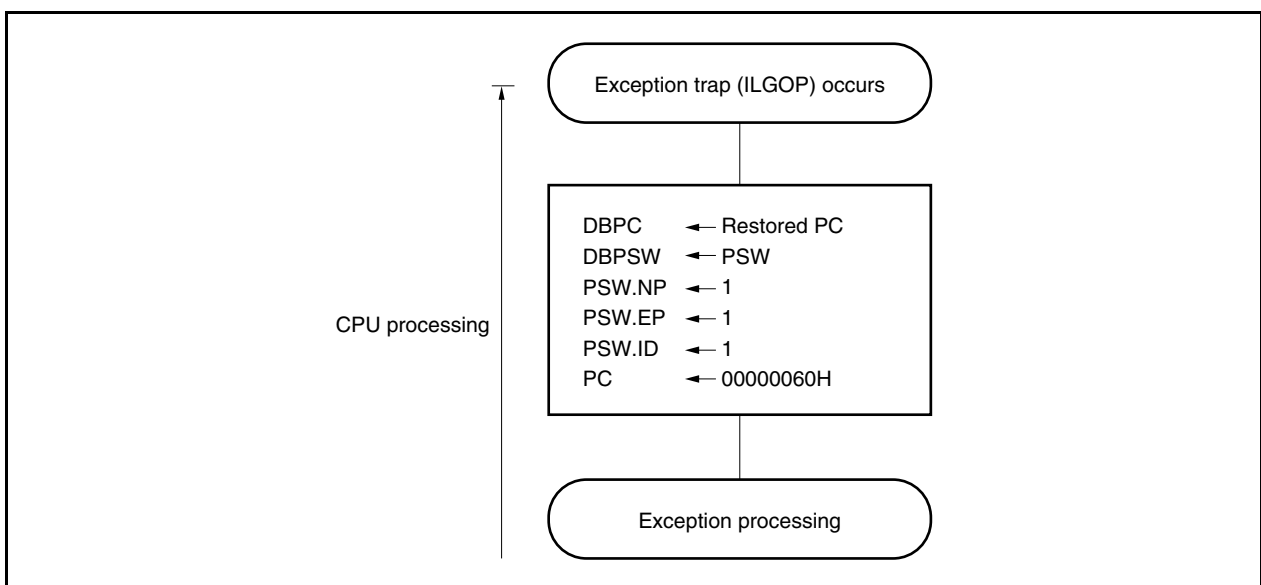 Exception trap (ILGOP) occurs
DBPC ← Restored PC
DBPSW ← PSW
PSW.NP ← 1
PSW.EP ← 1
PSW.ID ← 1
PC ← 00000060H
CPU processing
Exception processing